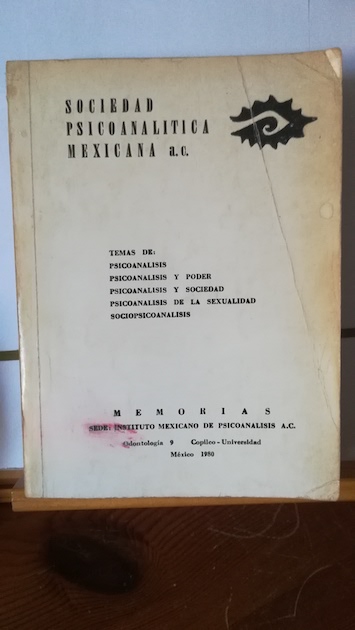 SOCIEDAD
PSICOANALITICA
MEXICANA a.c.
TEMAS DE:
PSICOANALISIS
PSICOANALISIS Y PODER
PSICOANALISIS Y SOCIEDAD
PSICOANALISIS DE LA SEXUALIDAD
SOCIOPSICOANALISIS
MEMORIAS
SEDE: INSTITUTO MEXICANO DE PSICOANALISIS A.C.
Odontología 9 Copilco - Universidad
México 1980